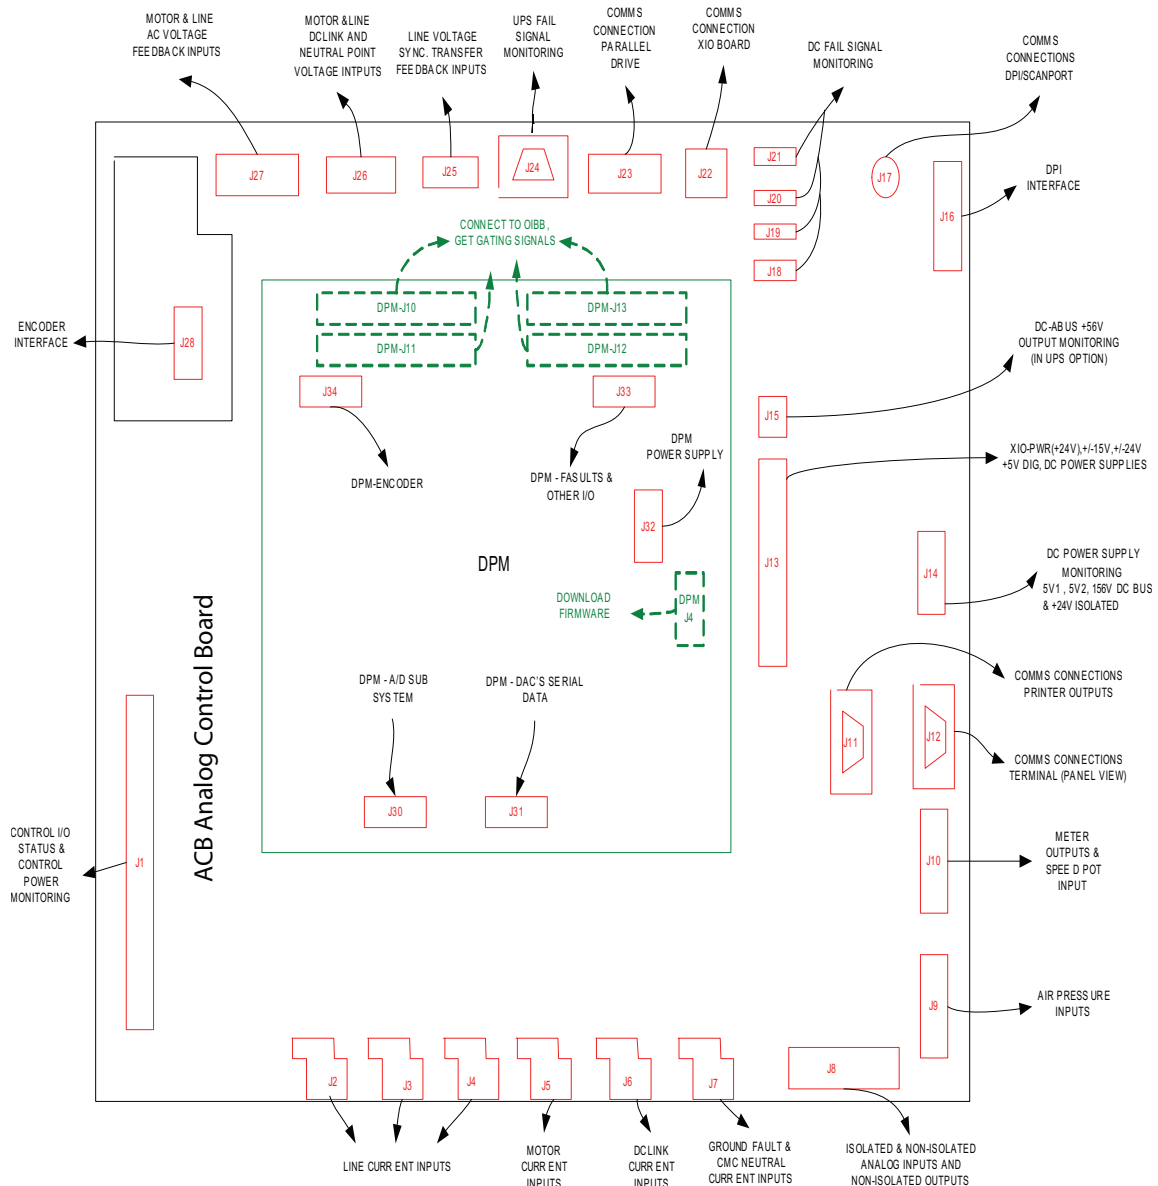 MOTOR & LINE
AC VOLTAGE
FEEDBACK INPUTS
MOTOR &LINE
DCLINK AND
NEUTRAL POINT
VOLTAGE INTPUTS
LINE VOLTAGE
SYNC. TRANSFER
FEEDBACK INPUTS
UPS FAIL
SIGNAL
MONITORING
COMMS
CONNECTION
PARALLEL
DRIVE
COMMS
CONNECTION
XIO BOARD
DC FAIL SIGNAL
MONITORING
COMMS
CONNECTIONS
DPI/SCANPORT
J27
J26
J25
J24
J23
J22
J21
J20
J19
J18
J17
J16
DPI
INTERFACE
CONNECT TO OIBB,
GET GATING SIGNALS
DPM-J10
DPM-J13
DPM-J11
DPM-J12
ENCODER
INTERFACE
J28
J34
J33
J15
DC-ABUS +56V
OUTPUT MONITORING
(IN UPS OPTION)
DPM
POWER SUPPLY
XIO-PWR(+24V),+/-15V,+/-24V
+5V DIG, DC POWER SUPPLIES
DPM-ENCODER
DPM - FASULTS &
OTHER I/O
J32
DPM
J13
J14
DC POWER SUPPLY
MONITORING
5V1 , 5V2, 156V DC BUS
& +24V ISOLATED
DOWNLOAD
FIRMWARE
DPM
J4
ACB Analog Control Board
DPM - A/D SUB
SYSTEM
DPM - DAC'S SERIAL
DATA
COMMS CONNECTIONS
PRINTER OUTPUTS
J11
J12
COMMS CONNECTIONS
TERMINAL (PANEL VIEW)
J30
J31
CONTROL I/O
STATUS &
CONTROL
POWER
MONITORING
J1
J10
METER
OUTPUTS &
SPEE D POT
INPUT
J9
AIR PRESSURE
INPUTS
J2
J3
J4
J5
J6
J7
J8
LINE CURRENT INPUTS
MOTOR
CURRENT
INPUTS
DCLINK
CURRENT
INPUTS
GROUND FAULT &
CMC NEUTRAL
CURRENT INPUTS
ISOLATED & NON-ISOLATED
ANALOG INPUTS AND
NON-ISOLATED OUTPUTS